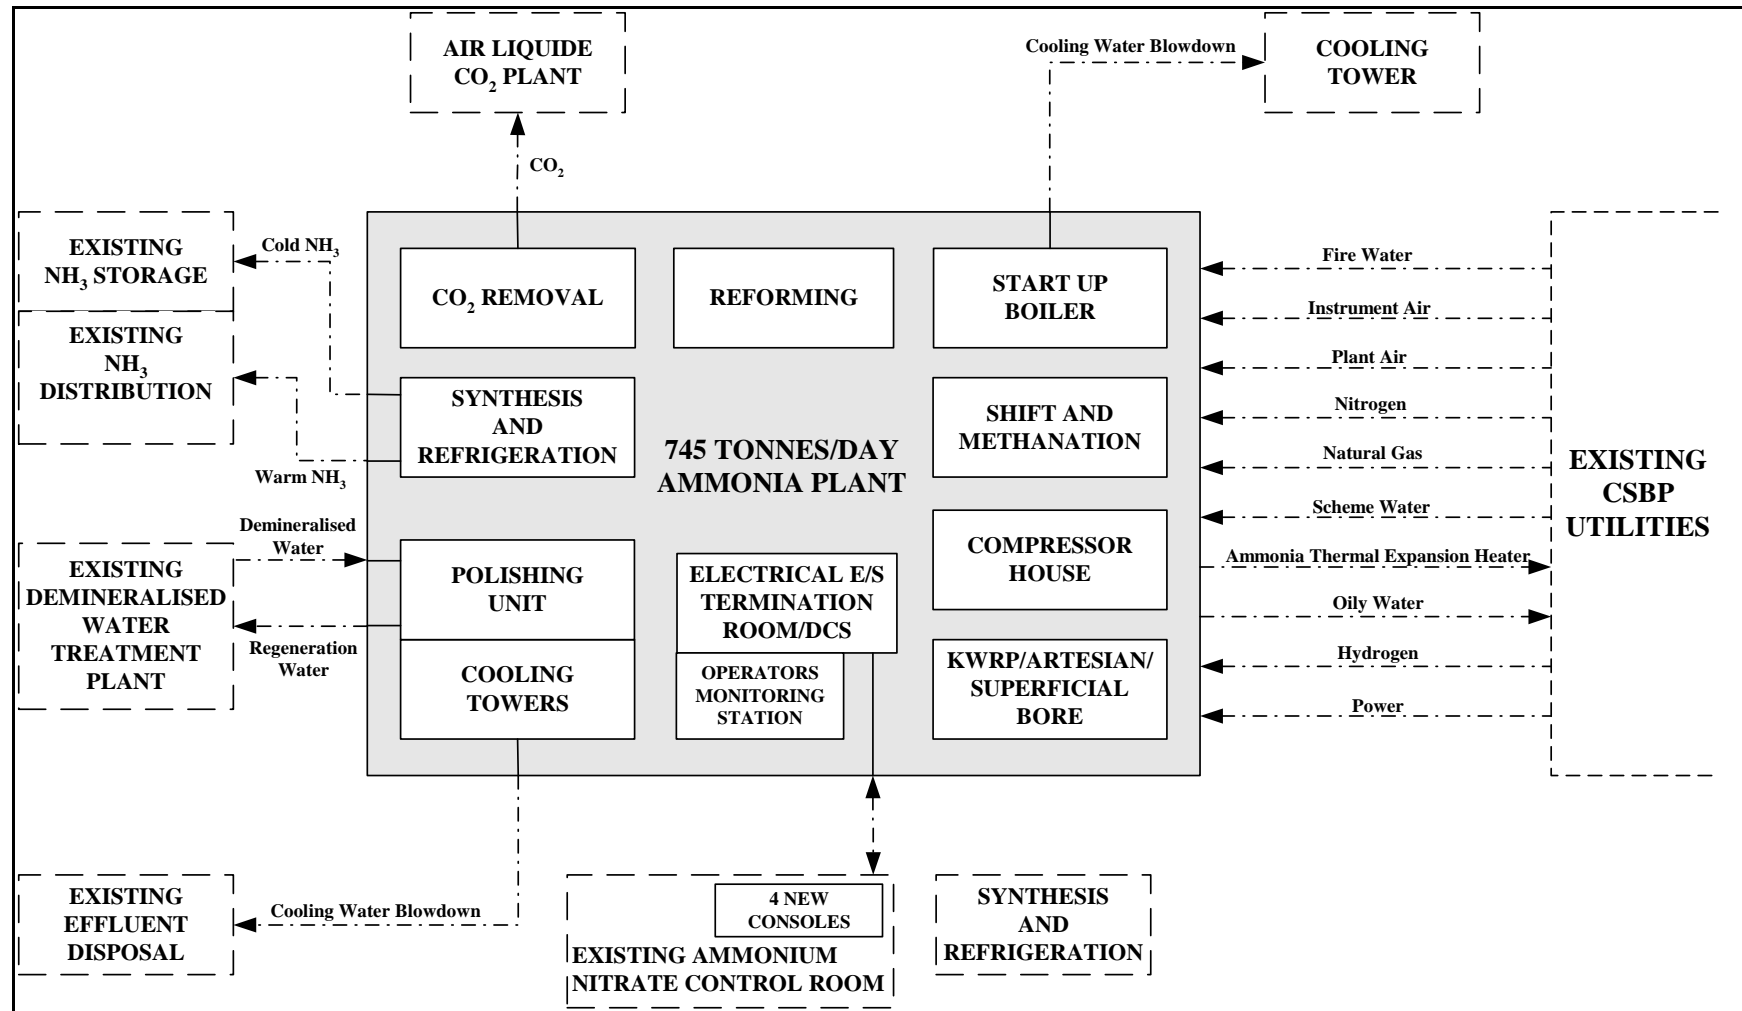 AIR LIQUIDE
CO₂ PLANT
Cooling Water Blowdown
COOLING
TOWER
CO₂
EXISTING
NH₃ STORAGE
Cold NH₃
EXISTING
NH₃
DISTRIBUTION
Warm NH₃
CO₂ REMOVAL
REFORMING
START UP
BOILER
SYNTHESIS
AND
REFRIGERATION
SHIFT AND
METHANATION
745 TONNES/DAY
AMMONIA PLANT
Fire Water
Instrument Air
Plant Air
Nitrogen
Natural Gas
Scheme Water
Ammonia Thermal Expansion Heater
Oily Water
Hydrogen
Power
EXISTING
CSBP
UTILITIES
Demineralised
Water
EXISTING
DEMINERALISED
WATER
TREATMENT
PLANT
Regeneration
Water
POLISHING
UNIT
COOLING
TOWERS
ELECTRICAL E/S
TERMINATION
ROOM/DCS
OPERATORS
MONITORING
STATION
COMPRESSOR
HOUSE
KWRP/ARTESIAN/
SUPERFICIAL
BORE
EXISTING
EFFLUENT
DISPOSAL
Cooling Water Blowdown
4 NEW
CONSOLES
EXISTING AMMONIUM
NITRATE CONTROL ROOM
SYNTHESIS
AND
REFRIGERATION